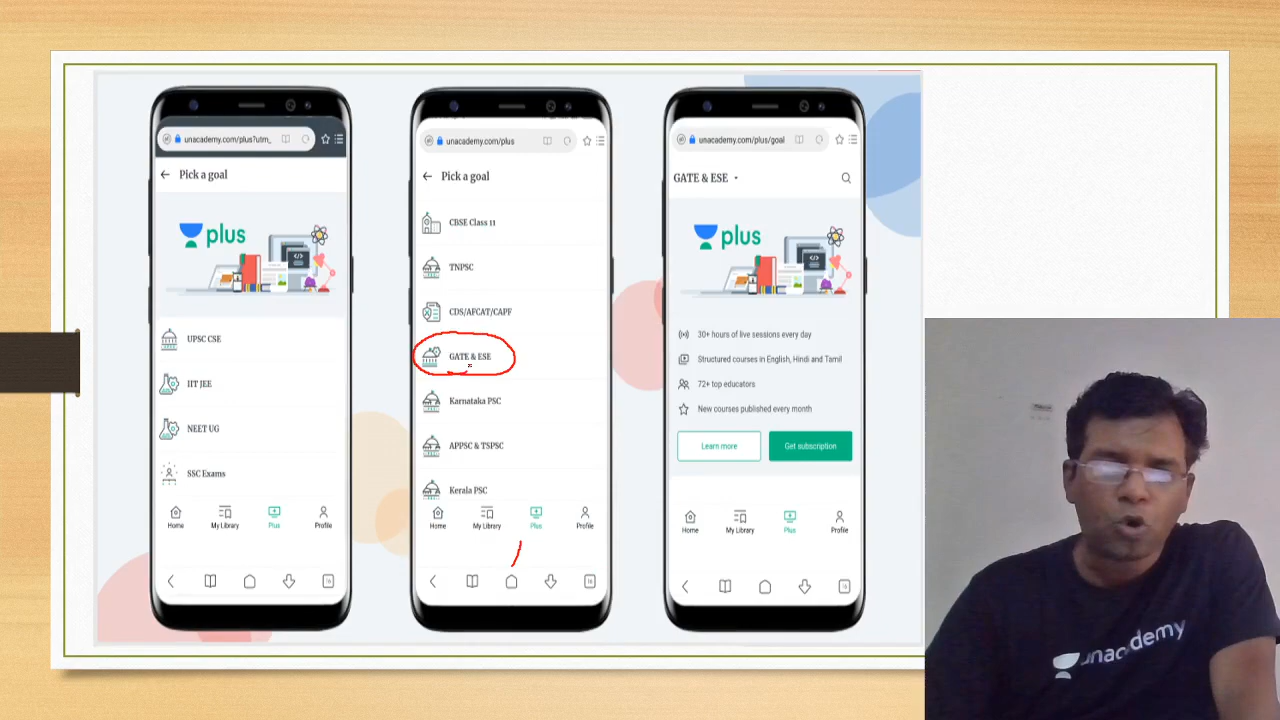 unacademy.com/plus?utm_
Pick a goal
plus
UPSC CSE
IIT JEE
NEET UG
SSC Exams
Home My Library Plus Profile
unacademy.com/plus
Pick a goal
CBSE Class 11
TNPSC
CDS/AFCAT/CAPF
GATE & ESE
Karnataka PSC
APPSC & TSPSC
Kerala PSC
Home My Library Plus Profile
unacademy.com/plus/goal
GATE & ESE
plus
30+ hours of live sessions every day
Structured courses in English, Hindi and Tamil
72+ top educators
New courses published every month
Learn more Get subscription
Home My Library Plus Profile
unacademy